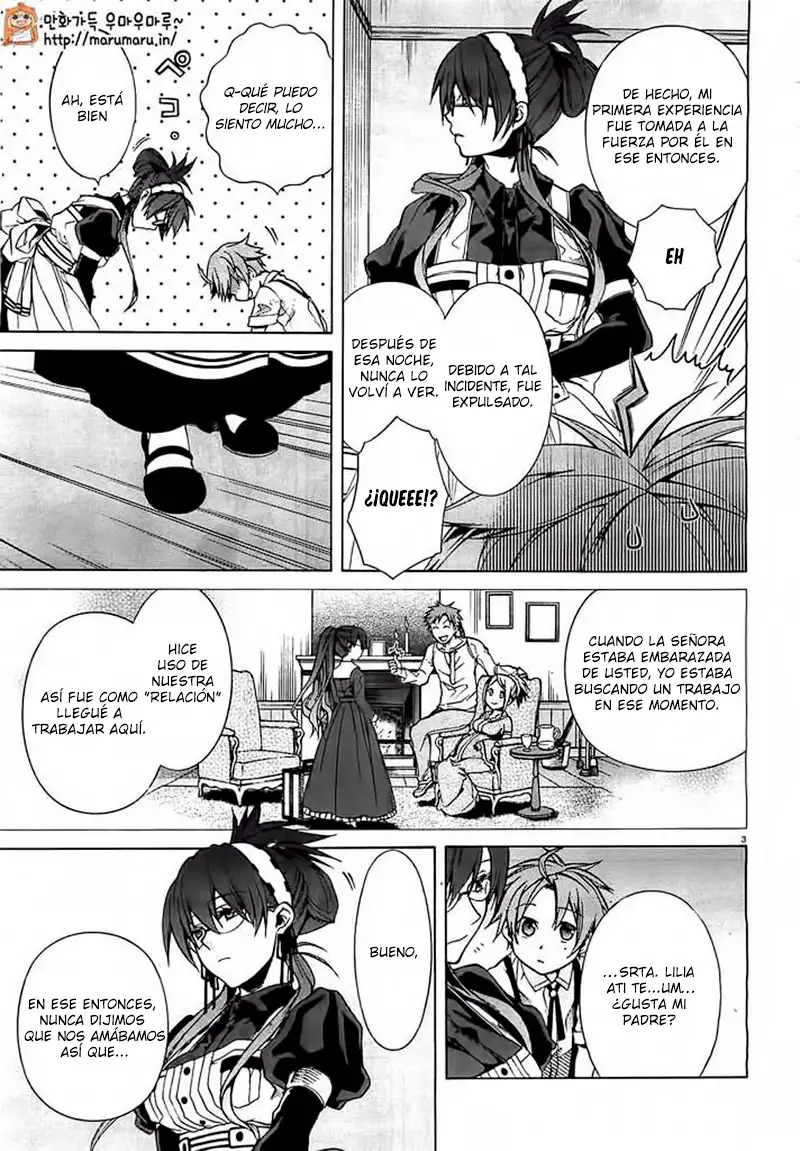 만화가득 우마우마루~
http://marumaru.in/
DE HECHO, MI
PRIMERA EXPERIENCIA
FUE TOMADA A LA
FUERZA POR ÉL EN
ESE ENTONCES.
EH
DEBIDO A TAL
INCIDENTE, FUE
EXPULSADO.
DESPUÉS DE
ESA NOCHE,
NUNCA LO
VOLVÍ A VER.
¿¡QUEEE!?
Q-QUÉ PUEDO
DECIR, LO
SIENTO MUCHO...
ペコ.
AH, ESTÁ
BIEN
CUANDO LA SEÑORA
ESTABA EMBARAZADA
DE USTED, YO ESTABA
BUSCANDO UN TRABAJO
EN ESE MOMENTO.
HICE
USO DE
NUESTRA
"RELACIÓN"
ASÍ FUE COMO
LLEGUÉ A
TRABAJAR AQUÍ.
3
...SRTA. LILIA
ATI TE...UM...
¿GUSTA MI
PADRE?
BUENO,
EN ESE ENTONCES,
NUNCA DIJIMOS
QUE NOS AMÁBAMOS
ASÍ QUE...